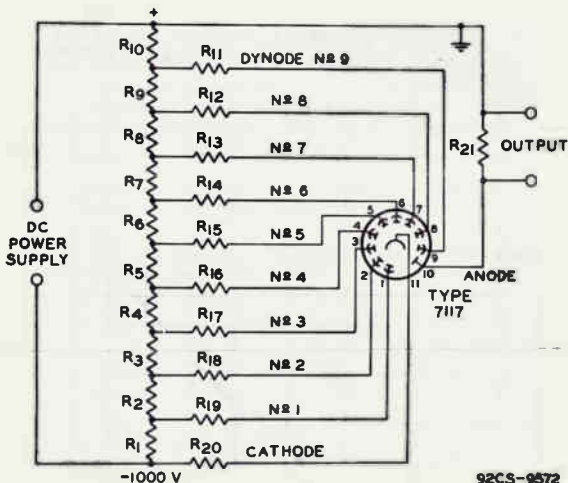 +
R10
R11 DYNODE Nº 9
R9
R12 Nº 8
R8
R13 Nº 7
R21 OUTPUT
R7
R14 Nº 6
6
5 7
R6
DC
POWER
SUPPLY
R15 Nº 5
4 8
3 9
R5
R16 Nº 4
2 10 ANODE
1 11
TYPE
7117
R4
R17 Nº 3
R3
R18 Nº 2
R2
R19 Nº 1
R1
R20 CATHODE
-1000 V
92CS-9572